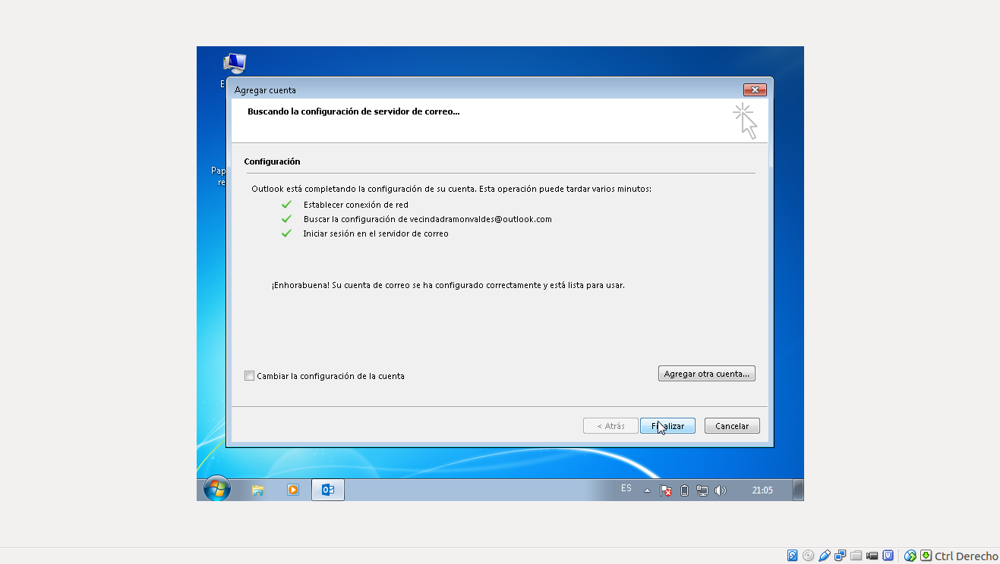 E
Agregar cuenta
Buscando la configuración de servidor de correo...
Configuración
Pap
re
Outlook está completando la configuración de su cuenta. Esta operación puede tardar varios minutos:
Establecer conexión de red
Buscar la configuración de vecindadramonvaldes@outlook.com
Iniciar sesión en el servidor de correo
¡Enhorabuena! Su cuenta de correo se ha configurado correctamente y está lista para usar.
Cambiar la configuración de la cuenta
Agregar otra cuenta...
< Atrás
Finalizar
Cancelar
ES
21:05
Ctrl Derecho